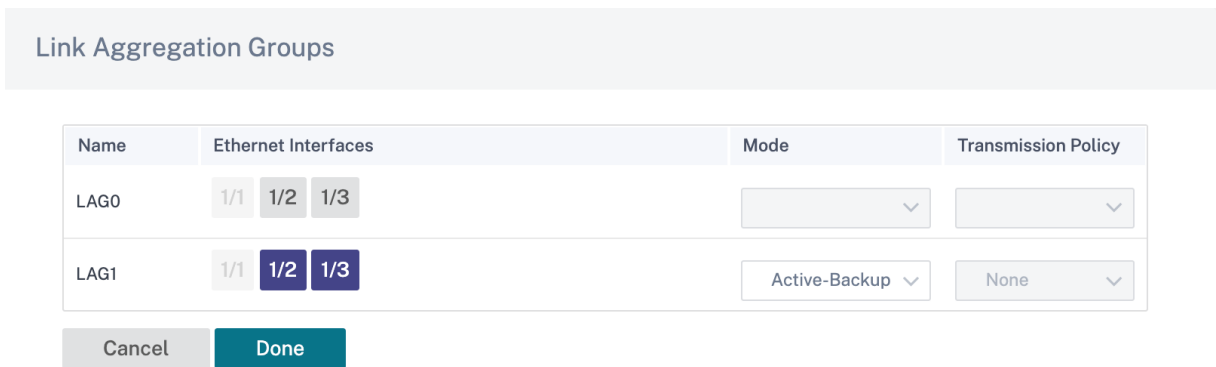 Link Aggregation Groups
Name Ethernet Interfaces Mode Transmission Policy
LAG0 1/1 1/2 1/3
LAG1 1/1 1/2 1/3 Active-Backup None
Cancel Done